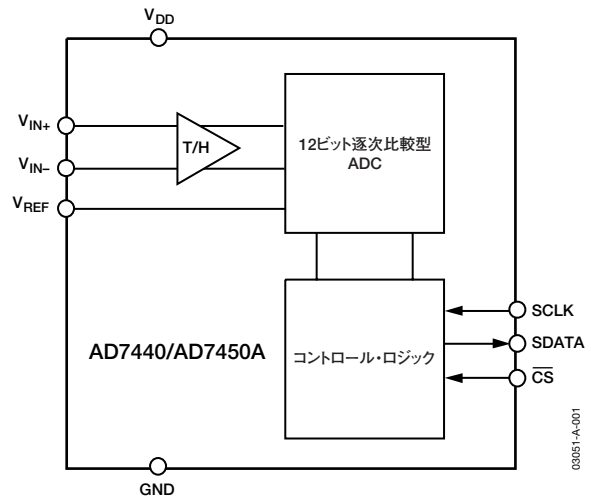 VDD
VIN+
VIN–
VREF
T/H
12ビット逐次比較型
ADC
AD7440/AD7450A
コントロール・ロジック
SCLK
SDATA
C̅S̅
GND
03051-A-001